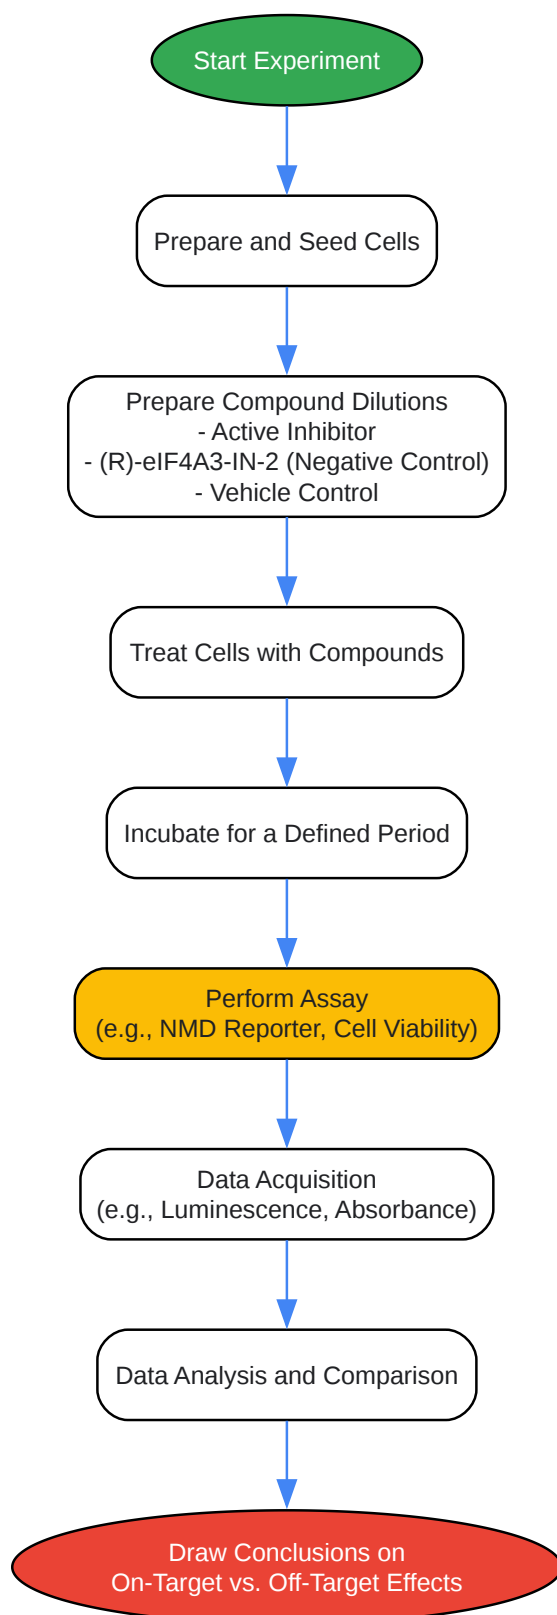 Start Experiment
Prepare and Seed Cells
Prepare Compound Dilutions
- Active Inhibitor
- (R)-eIF4A3-IN-2 (Negative Control)
- Vehicle Control
Treat Cells with Compounds
Incubate for a Defined Period
Perform Assay
(e.g., NMD Reporter, Cell Viability)
Data Acquisition
(e.g., Luminescence, Absorbance)
Data Analysis and Comparison
Draw Conclusions on
On-Target vs. Off-Target Effects